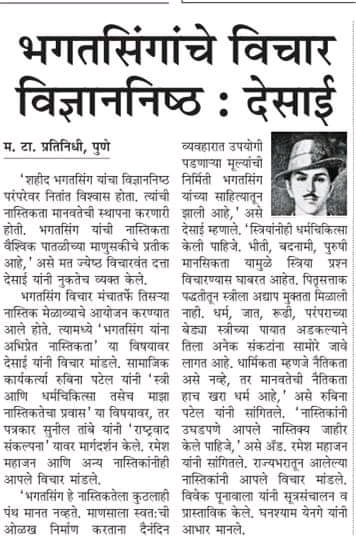 भगतसिंगांचे विचार
विज्ञाननिष्ठ : देसाई
म. टा. प्रतिनिधी, पुणे
'शहीद भगतसिंग यांचा विज्ञाननिष्ठ
परंपरेवर नितांत विश्वास होता. त्यांची
नास्तिकता मानवतेची स्थापना करणारी
होती. भगतसिंग यांची नास्तिकता
वैश्विक पातळीच्या माणुसकीचे प्रतीक
आहे,' असे मत ज्येष्ठ विचारवंत दत्ता
देसाई यांनी नुकतेच व्यक्त केले.
भगतसिंग विचार मंचातर्फे तिसऱ्या
नास्तिक मेळाव्याचे आयोजन करण्यात
आले होते. त्यामध्ये 'भगतसिंग यांना
अभिप्रेत नास्तिकता' या विषयावर
देसाई यांनी विचार मांडले. सामाजिक
कार्यकर्त्या रुबिना पटेल यांनी 'स्त्री
आणि धर्मचिकित्सा तसेच माझा
नास्तिकतेचा प्रवास' या विषयावर, तर
पत्रकार सुनील तांबे यांनी 'राष्ट्रवाद
संकल्पना' यावर मार्गदर्शन केले. रमेश
महाजन आणि अन्य नास्तिकांनीही
आपले विचार मांडले.
'भगतसिंग हे नास्तिकतेला कुठलाही
पंथ मानत नव्हते. माणसाला स्वत:ची
ओळख निर्माण करताना दैनंदिन
व्यवहारात उपयोगी
पडणाऱ्या मूल्यांची
निर्मिती भगतसिंग
यांच्या साहित्यातून
झाली आहे,' असे
देसाई म्हणाले. 'स्त्रियांनीही धर्मचिकित्सा
केली पाहिजे. भीती, बदनामी, पुरुषी
मानसिकता यामुळे स्त्रिया प्रश्न
विचारण्यास घाबरत आहेत. पितृसत्ताक
पद्धतीतून स्त्रीला अद्याप मुक्तता मिळाली
नाही. धर्म, जात, रूढी, परंपराच्या
बेड्या स्त्रीच्या पायात अडकल्याने
तिला अनेक संकटांना सामोरे जावे
लागत आहे. धार्मिकता म्हणजे नैतिकता
असे नव्हे, तर मानवतेची नैतिकता
हाच खरा धर्म आहे,' असे रुबिना
पटेल यांनी सांगितले. 'नास्तिकांनी
उघडपणे आपले नास्तिक्य जाहीर
केले पाहिजे,' असे अॅड. रमेश महाजन
यांनी सांगितले. राज्यभरातून आलेल्या
नास्तिकांनी आपले विचार मांडले.
विवेक पूनावाला यांनी सूत्रसंचालन व
प्रास्ताविक केले. घनश्याम येनगे यांनी
आभार मानले.